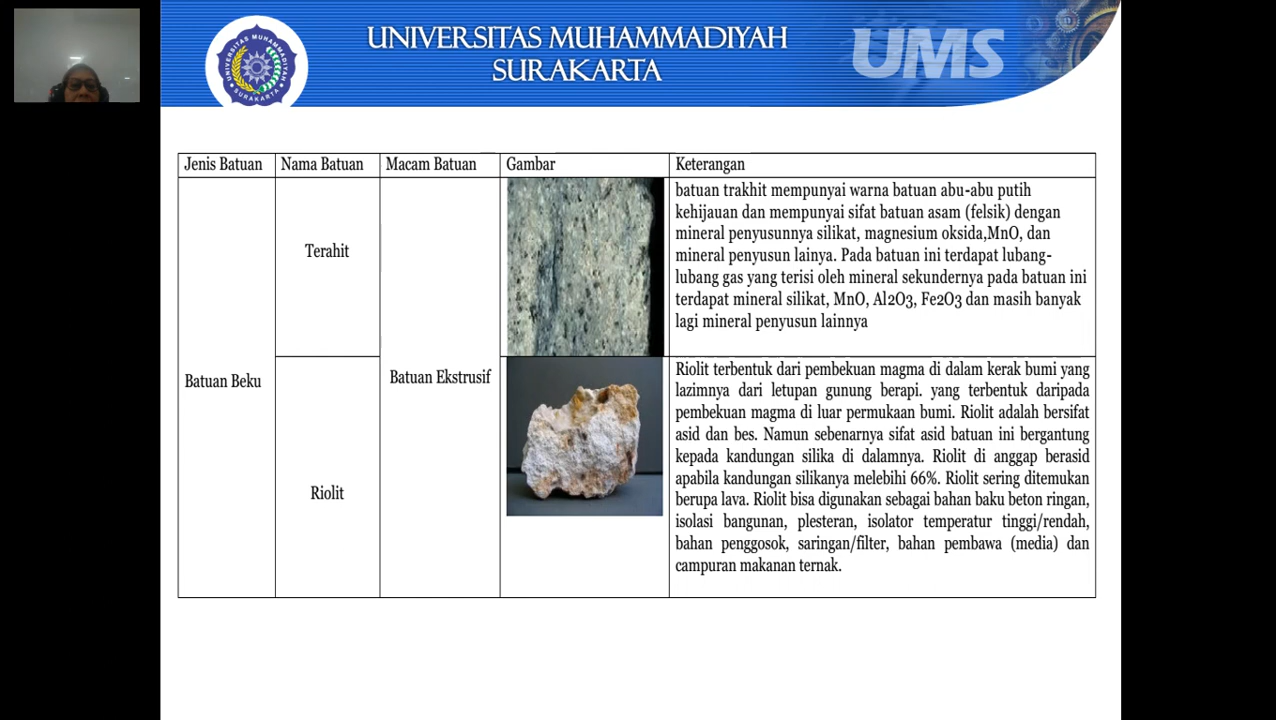 UNIVERSITAS MUHAMMADIYAH
SURAKARTA
UMS
UNIVERSITAS MUHAMMADIYAH
SURAKARTA
Jenis Batuan
Nama Batuan
Macam Batuan
Gambar
Keterangan
Batuan Beku
Terahit
Batuan Ekstrusif
batuan trakhit mempunyai warna batuan abu-abu putih
kehijauan dan mempunyai sifat batuan asam (felsik) dengan
mineral penyusunnya silikat, magnesium oksida,MnO, dan
mineral penyusun lainya. Pada batuan ini terdapat lubang-
lubang gas yang terisi oleh mineral sekundernya pada batuan ini
terdapat mineral silikat, MnO, Al2O3, Fe2O3 dan masih banyak
lagi mineral penyusun lainnya
Riolit
Riolit terbentuk dari pembekuan magma di dalam kerak bumi yang
lazimnya dari letupan gunung berapi. yang terbentuk daripada
pembekuan magma di luar permukaan bumi. Riolit adalah bersifat
asid dan bes. Namun sebenarnya sifat asid batuan ini bergantung
kepada kandungan silika di dalamnya. Riolit di anggap berasid
apabila kandungan silikanya melebihi 66%. Riolit sering ditemukan
berupa lava. Riolit bisa digunakan sebagai bahan baku beton ringan,
isolasi bangunan, plesteran, isolator temperatur tinggi/rendah,
bahan penggosok, saringan/filter, bahan pembawa (media) dan
campuran makanan ternak.